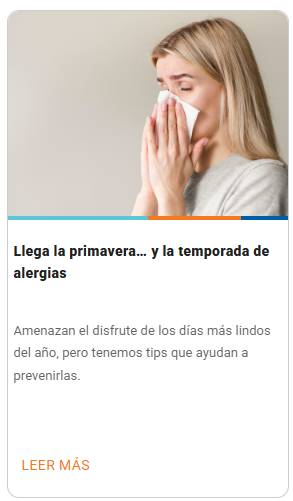 Llega la primavera... y la temporada de
alergias
Amenazan el disfrute de los días más lindos
del año, pero tenemos tips que ayudan a
prevenirlas.
LEER MÁS